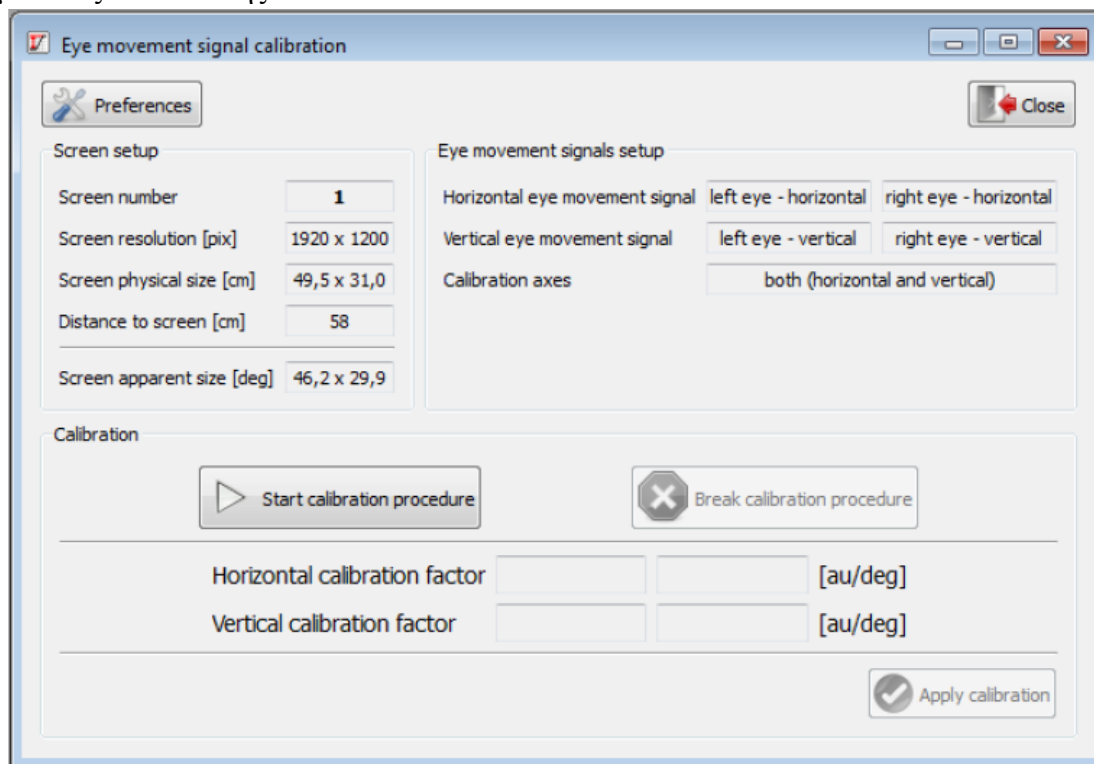 Eye movement signal calibration
Preferences
Close
Screen setup
Screen number 1
Screen resolution [pix] 1920 x 1200
Screen physical size [cm] 49,5 x 31,0
Distance to screen [cm] 58
Screen apparent size [deg] 46,2 x 29,9
Eye movement signals setup
Horizontal eye movement signal left eye - horizontal right eye - horizontal
Vertical eye movement signal left eye - vertical right eye - vertical
Calibration axes both (horizontal and vertical)
Calibration
Start calibration procedure
Break calibration procedure
Horizontal calibration factor [au/deg]
Vertical calibration factor [au/deg]
Apply calibration